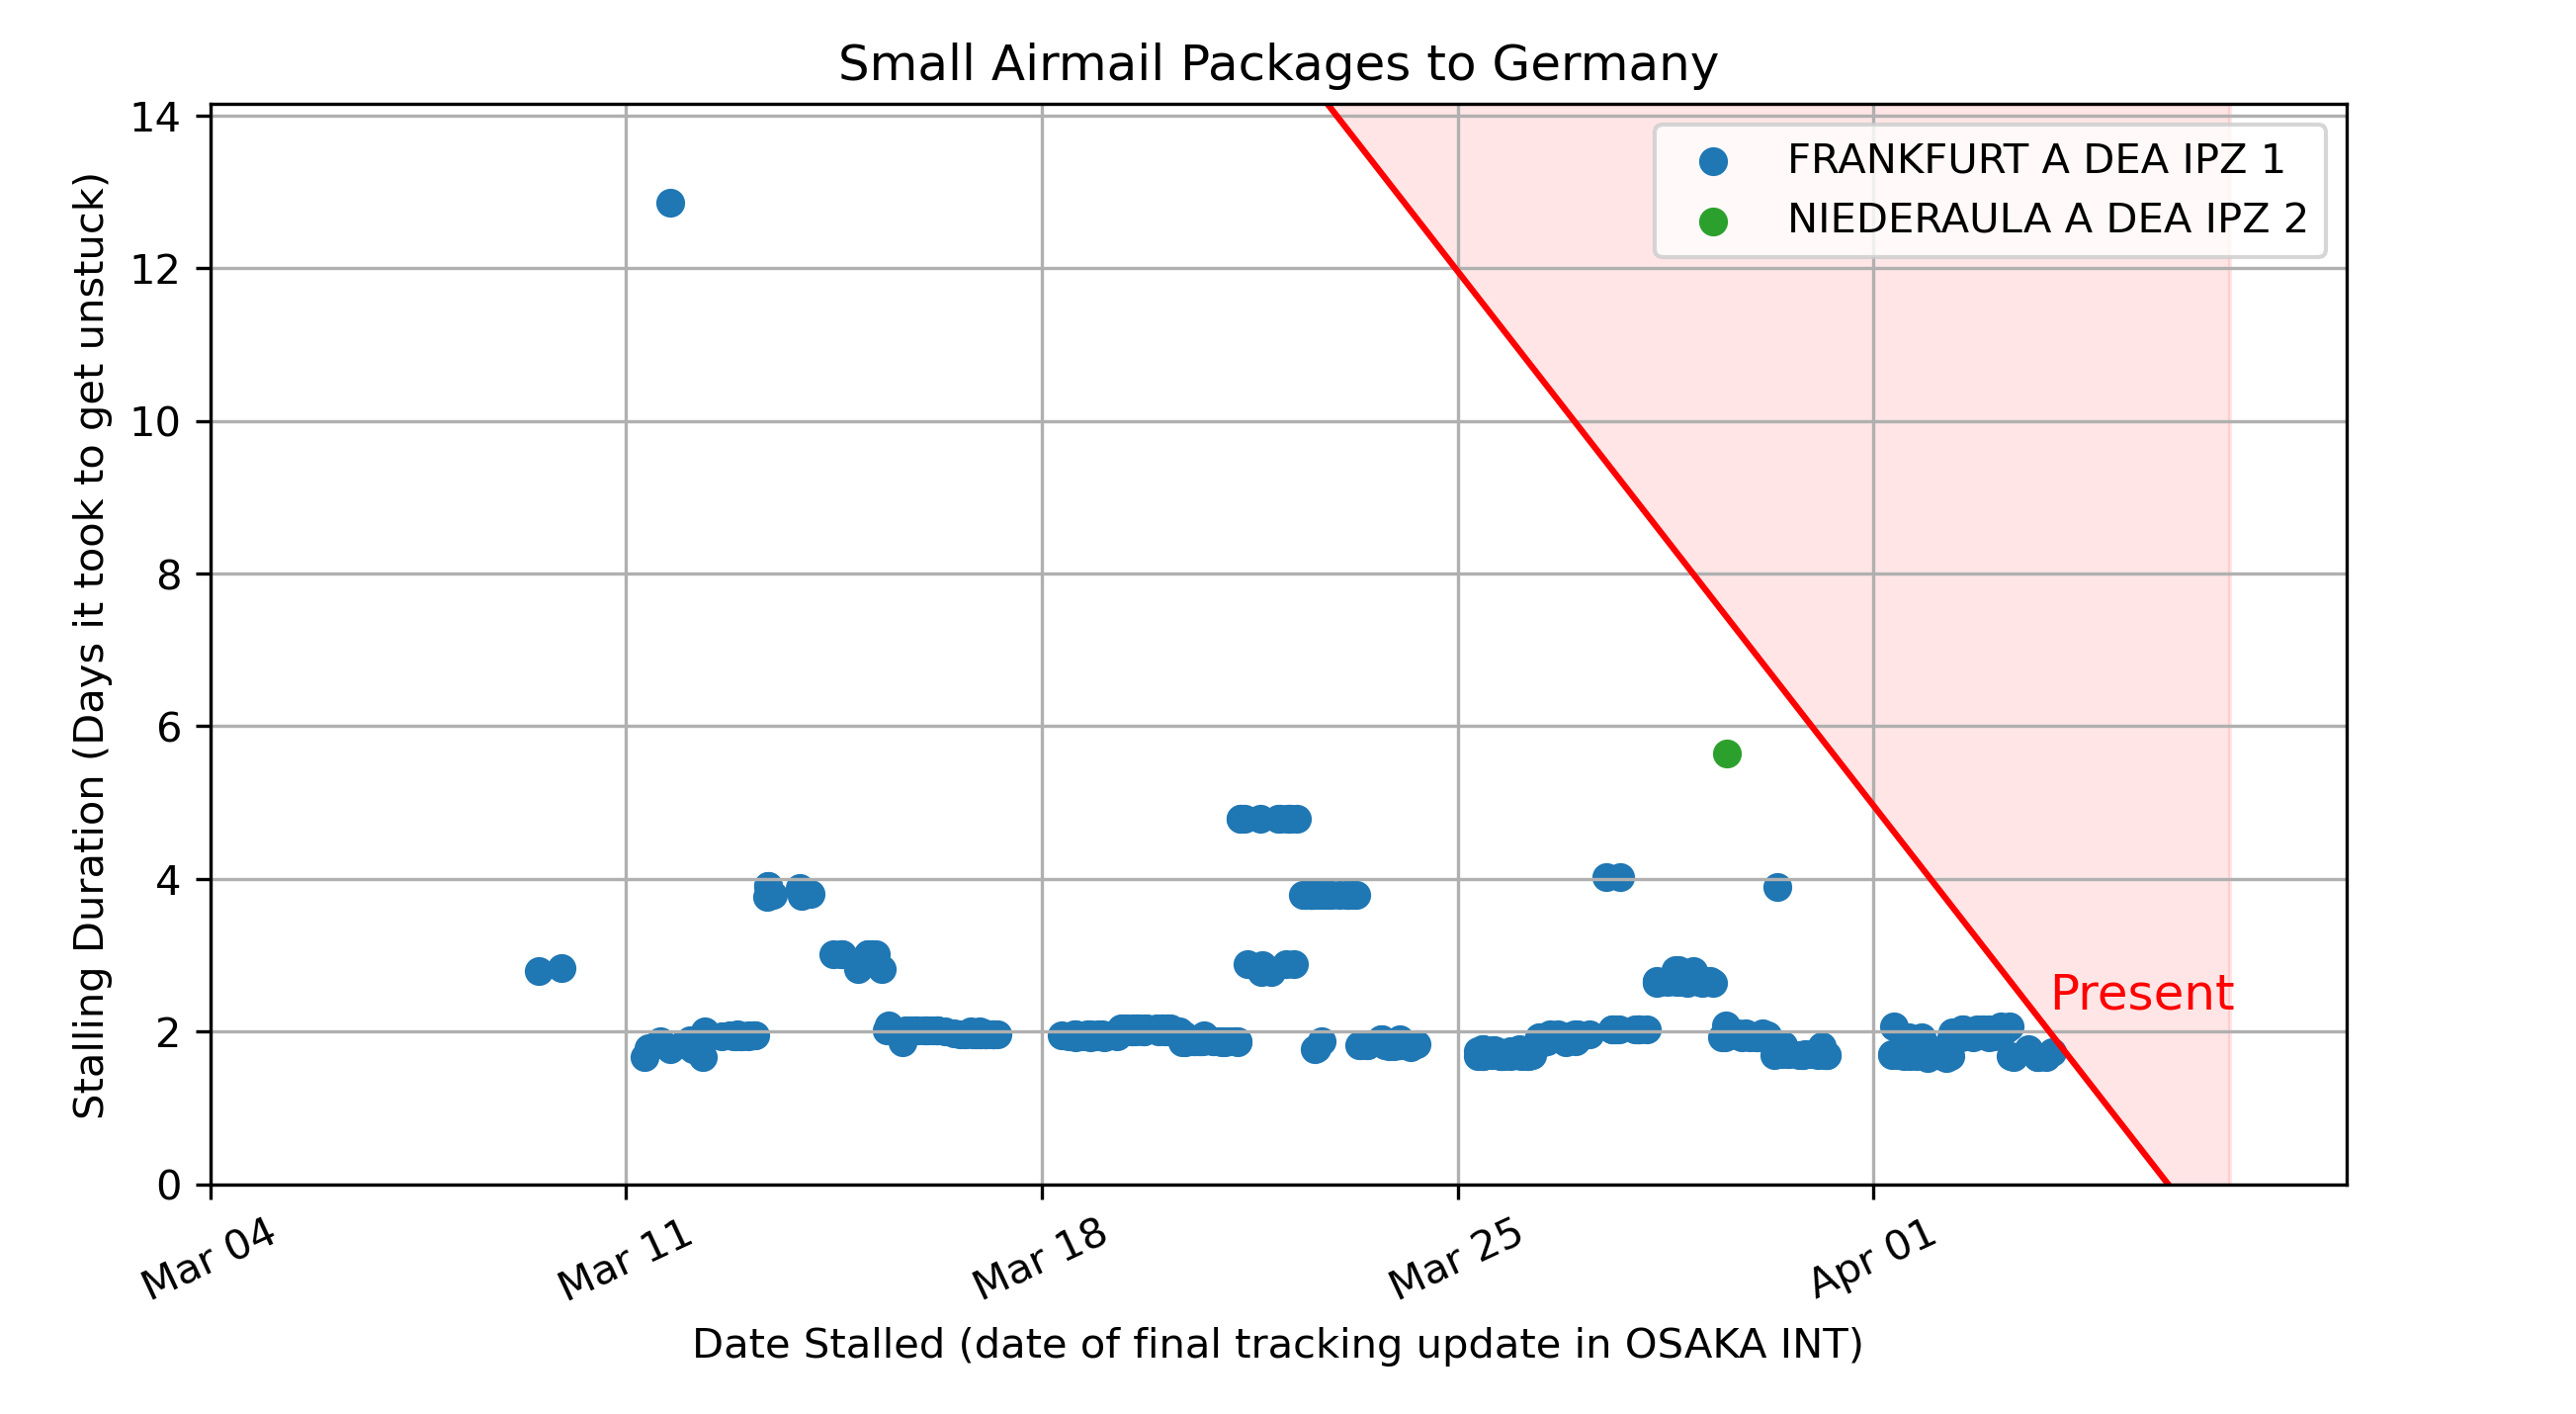 Small Airmail Packages to Germany
14
12
10
8
6
4
2
0
Stalling Duration (Days it took to get unstuck)
FRANKFURT A DEA IPZ 1
NIEDERAULA A DEA IPZ 2
Present
Mar 04
Mar 11
Mar 18
Mar 25
Apr 01
Date Stalled (date of final tracking update in OSAKA INT)